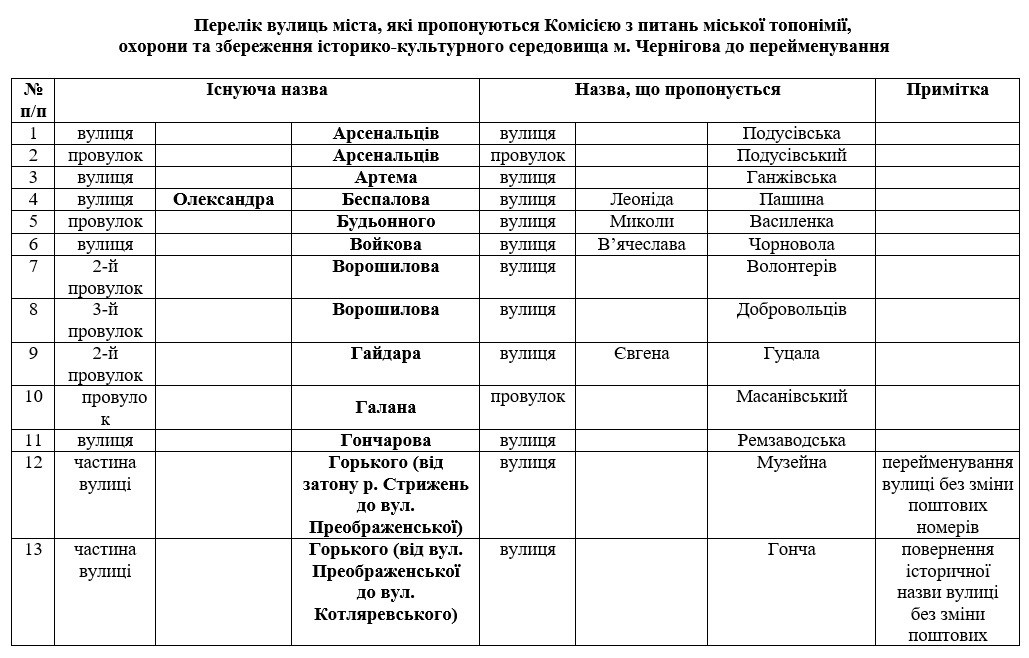 Перелік вулиць міста, які пропонуються Комісією з питань міської топонімії,
охорони та збереження історико-культурного середовища м. Чернігова до перейменування
№ п/п Існуюча назва Назва, що пропонується Примітка
1 вулиця Арсенальців вулиця Подусівська
2 провулок Арсенальців провулок Подусівський
3 вулиця Артема вулиця Ганжівська
4 вулиця Олександра Беспалова вулиця Леоніда Пашина
5 провулок Будьонного вулиця Миколи Василенка
6 вулиця Войкова вулиця В’ячеслава Чорновола
7 2-й Ворошилова вулиця Волонтерів
провулок
8 3-й Ворошилова вулиця Добровольців
провулок
9 2-й Гайдара вулиця Євгена Гуцала
провулок
10 провуло Галана провулок Масанівський
к
11 вулиця Гончарова вулиця Ремзаводська
12 частина Горького (від вулиця Музейна перейменування
вулиці затону р. Стрижень вулиці без зміни
до вул. поштових
Преображенської) номерів
13 частина Горького (від вул. вулиця Гонча повернення
вулиці Преображенської історичної
до вул. назви вулиці
Котляревського) без зміни
поштових